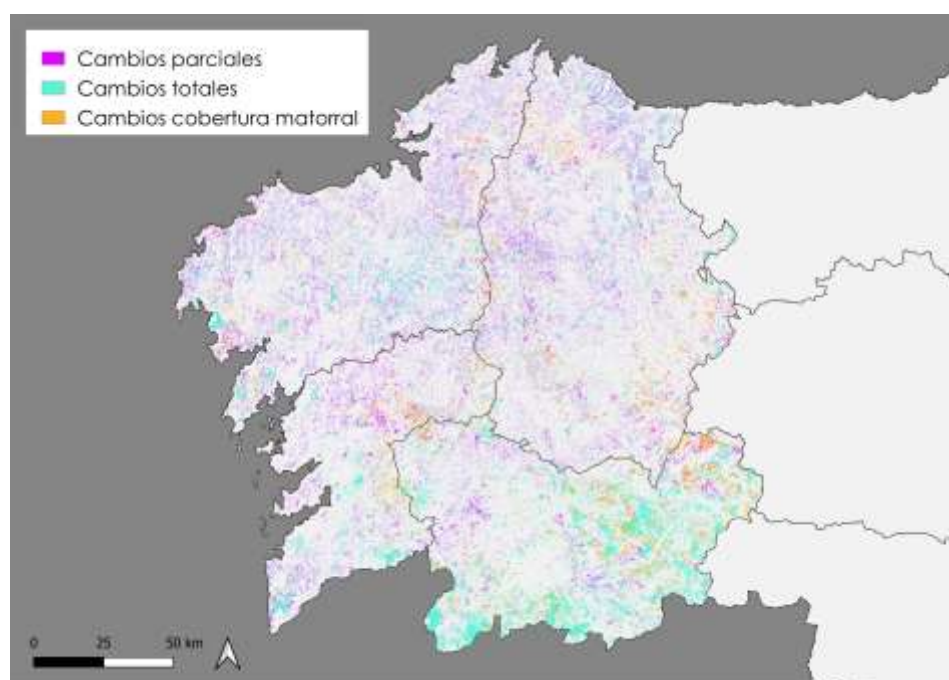 Cambios parciales
Cambios totales
Cambios cobertura matorral
0 25 50 km